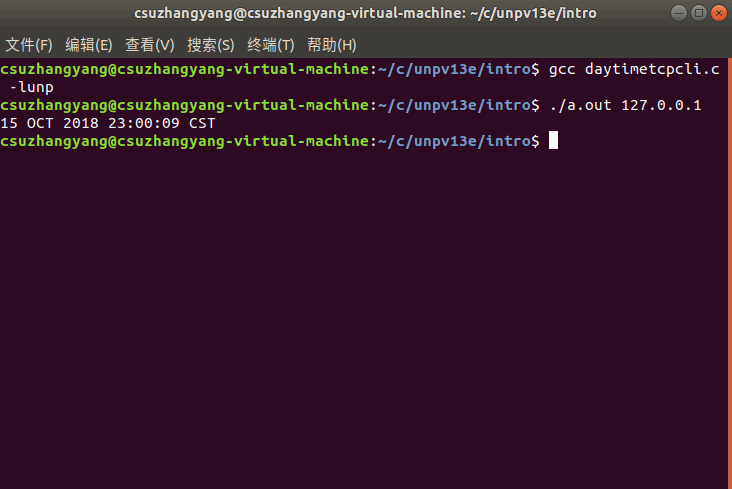 csuzhangyang@csuzhangyang-virtual-machine: ~/c/unpv13e/intro
文件(F) 编辑(E) 查看(V) 搜索(S) 终端(T) 帮助(H)
csuzhangyang@csuzhangyang-virtual-machine:~/c/unpv13e/intro$ gcc daytimetcpcli.c
-lunp
csuzhangyang@csuzhangyang-virtual-machine:~/c/unpv13e/intro$ ./a.out 127.0.0.1
15 OCT 2018 23:00:09 CST
csuzhangyang@csuzhangyang-virtual-machine:~/c/unpv13e/intro$